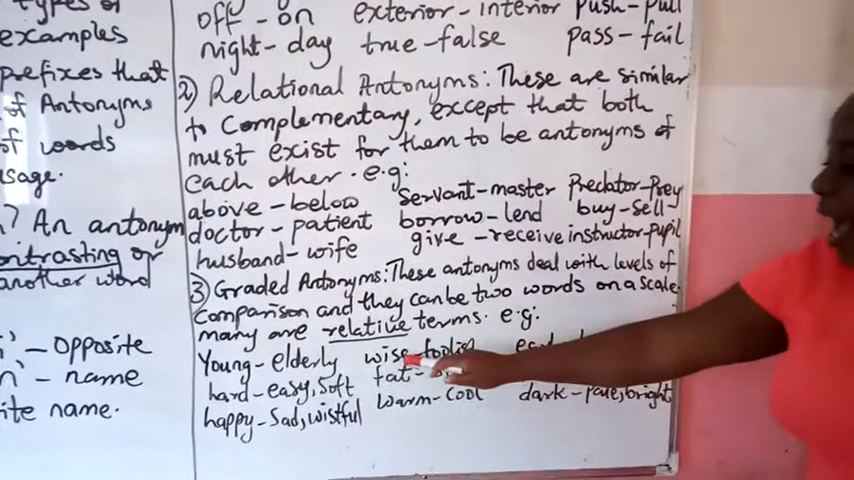 types of
examples
prefixes that
of Antonyms
of words
usage.
? An antonym
contrasting or
another word
- Opposite
- name
name.
off - on exterior - interior push - pull
night - day true - false pass - fail
2) Relational Antonyms: These are similar
to Complementary, except that both
must exist for them to be antonyms of
each other. e.g:
above - below servant - master Predator - Prey
doctor - patient borrow - lend buy - sell
husband - wife give - receive instructor - pupil
3) Graded Antonyms: These antonyms deal with levels of
Comparison and they can be two words on a scale.
many are relative terms. e.g:
Young - elderly wise - foolish
hard - easy, soft fat -
happy - Sad, wistful warm - cool dark - pale, bright